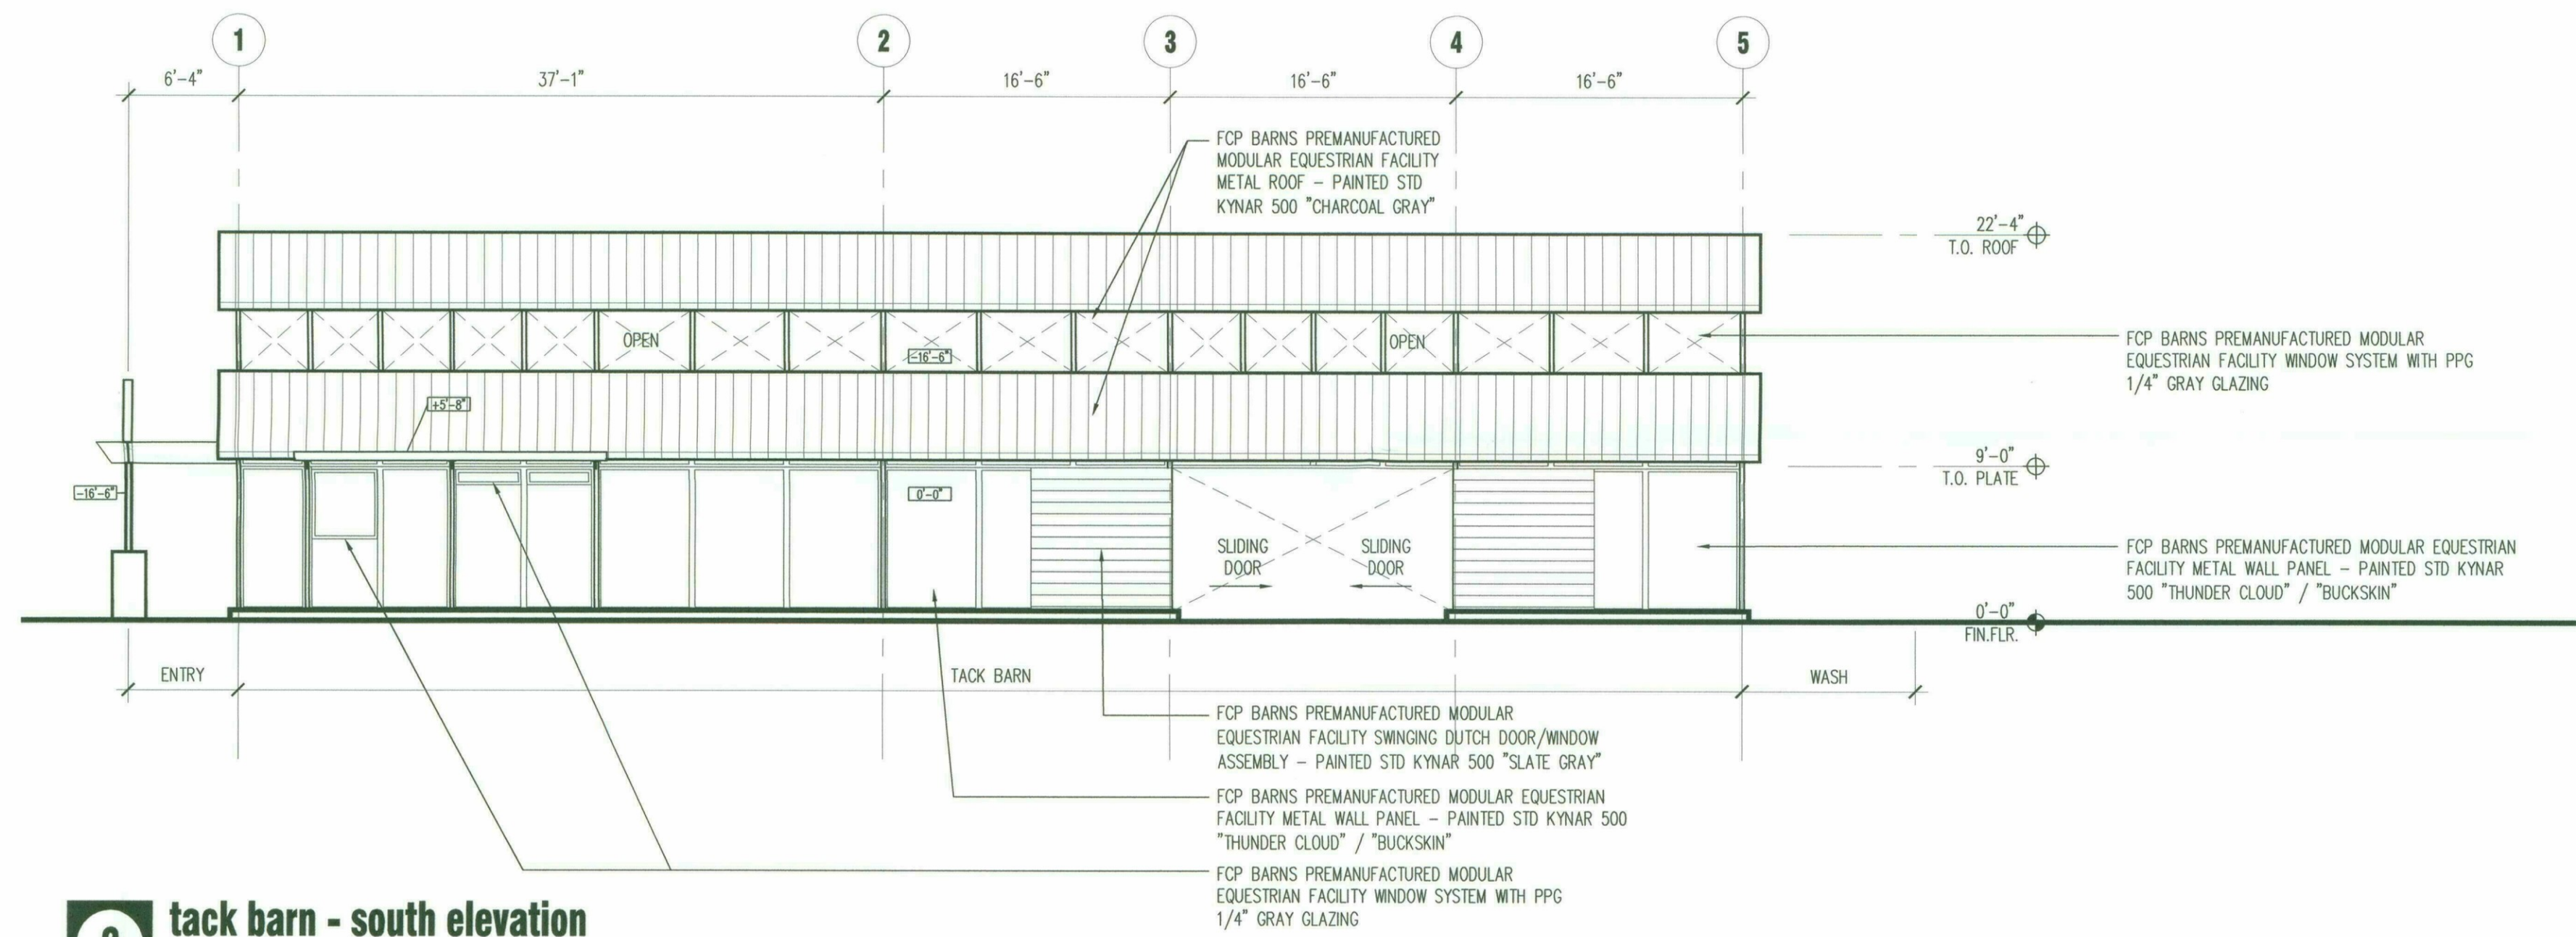 1
2
3
4
5
6'-4"
37'-1"
16'-6"
16'-6"
16'-6"
FCP BARNS PREMANUFACTURED
MODULAR EQUESTRIAN FACILITY
METAL ROOF - PAINTED STD
KYNAR 500 "CHARCOAL GRAY"
22'-4"
T.O. ROOF
OPEN
-16'-6"
OPEN
FCP BARNS PREMANUFACTURED MODULAR
EQUESTRIAN FACILITY WINDOW SYSTEM WITH PPG
1/4" GRAY GLAZING
+5'-8"
9'-0"
T.O. PLATE
-16'-6"
0'-0"
SLIDING
DOOR
SLIDING
DOOR
FCP BARNS PREMANUFACTURED MODULAR EQUESTRIAN
FACILITY METAL WALL PANEL - PAINTED STD KYNAR
500 "THUNDER CLOUD" / "BUCKSKIN"
0'-0"
FIN.FLR.
ENTRY
TACK BARN
WASH
FCP BARNS PREMANUFACTURED MODULAR
EQUESTRIAN FACILITY SWINGING DUTCH DOOR/WINDOW
ASSEMBLY - PAINTED STD KYNAR 500 "SLATE GRAY"
FCP BARNS PREMANUFACTURED MODULAR EQUESTRIAN
FACILITY METAL WALL PANEL - PAINTED STD KYNAR 500
"THUNDER CLOUD" / "BUCKSKIN"
FCP BARNS PREMANUFACTURED MODULAR
EQUESTRIAN FACILITY WINDOW SYSTEM WITH PPG
1/4" GRAY GLAZING
tack barn - south elevation